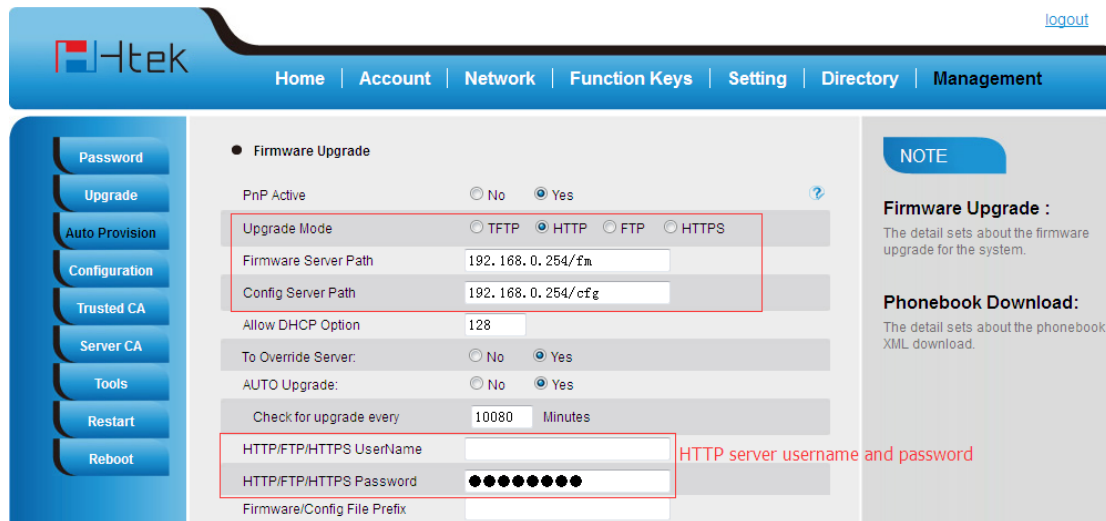 logout
Htek
Home | Account | Network | Function Keys | Setting | Directory | Management
Password
Upgrade
Auto Provision
Configuration
Trusted CA
Server CA
Tools
Restart
Reboot
Firmware Upgrade
PnP Active No Yes
Upgrade Mode TFTP HTTP FTP HTTPS
Firmware Server Path 192.168.0.254/fm
Config Server Path 192.168.0.254/cfg
Allow DHCP Option 128
To Override Server: No Yes
AUTO Upgrade: No Yes
Check for upgrade every 10080 Minutes
HTTP/FTP/HTTPS UserName
HTTP server username and password
HTTP/FTP/HTTPS Password ●●●●●●●●
Firmware/Config File Prefix
NOTE
Firmware Upgrade :
The detail sets about the firmware
upgrade for the system.
Phonebook Download:
The detail sets about the phonebook
XML download.